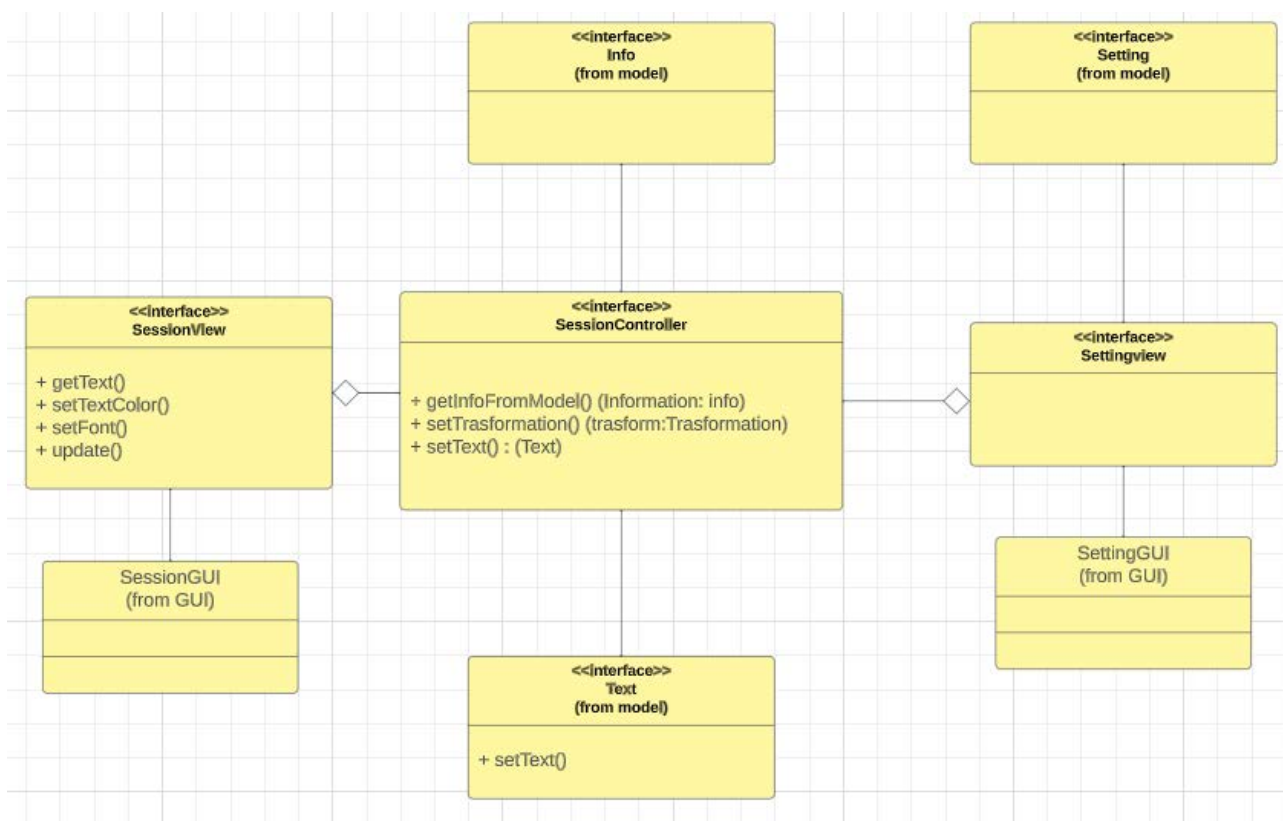 <<interface>>
Info
(from model)
<<interface>>
Setting
(from model)
<<interface>>
SessionView
+ getText()
+ setTextColor()
+ setFont()
+ update()
<<interface>>
SessionController
+ getInfoFromModel() (Information: info)
+ setTrasformation() (trasform:Trasformation)
+ setText() : (Text)
<<interface>>
Settingview
SessionGUI
(from GUI)
SettingGUI
(from GUI)
<<interface>>
Text
(from model)
+ setText()